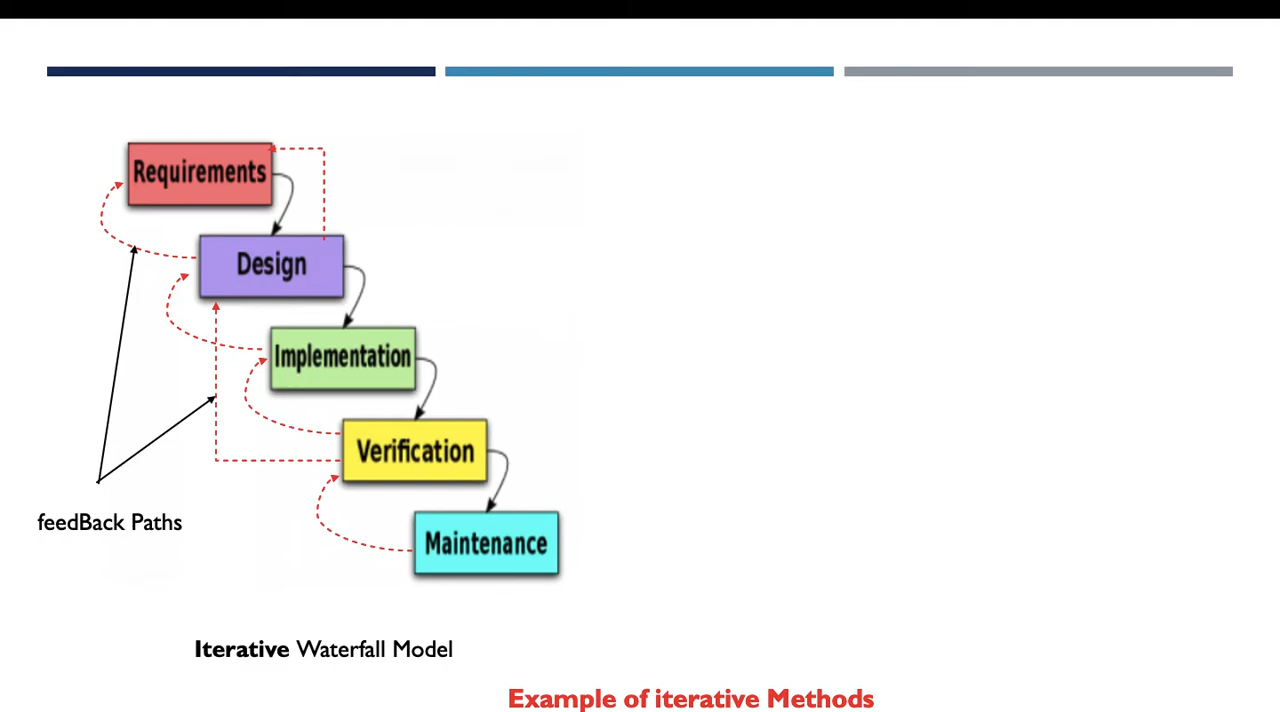 Requirements
Design
Implementation
Verification
Maintenance
feedBack Paths
Iterative Waterfall Model
Example of iterative Methods